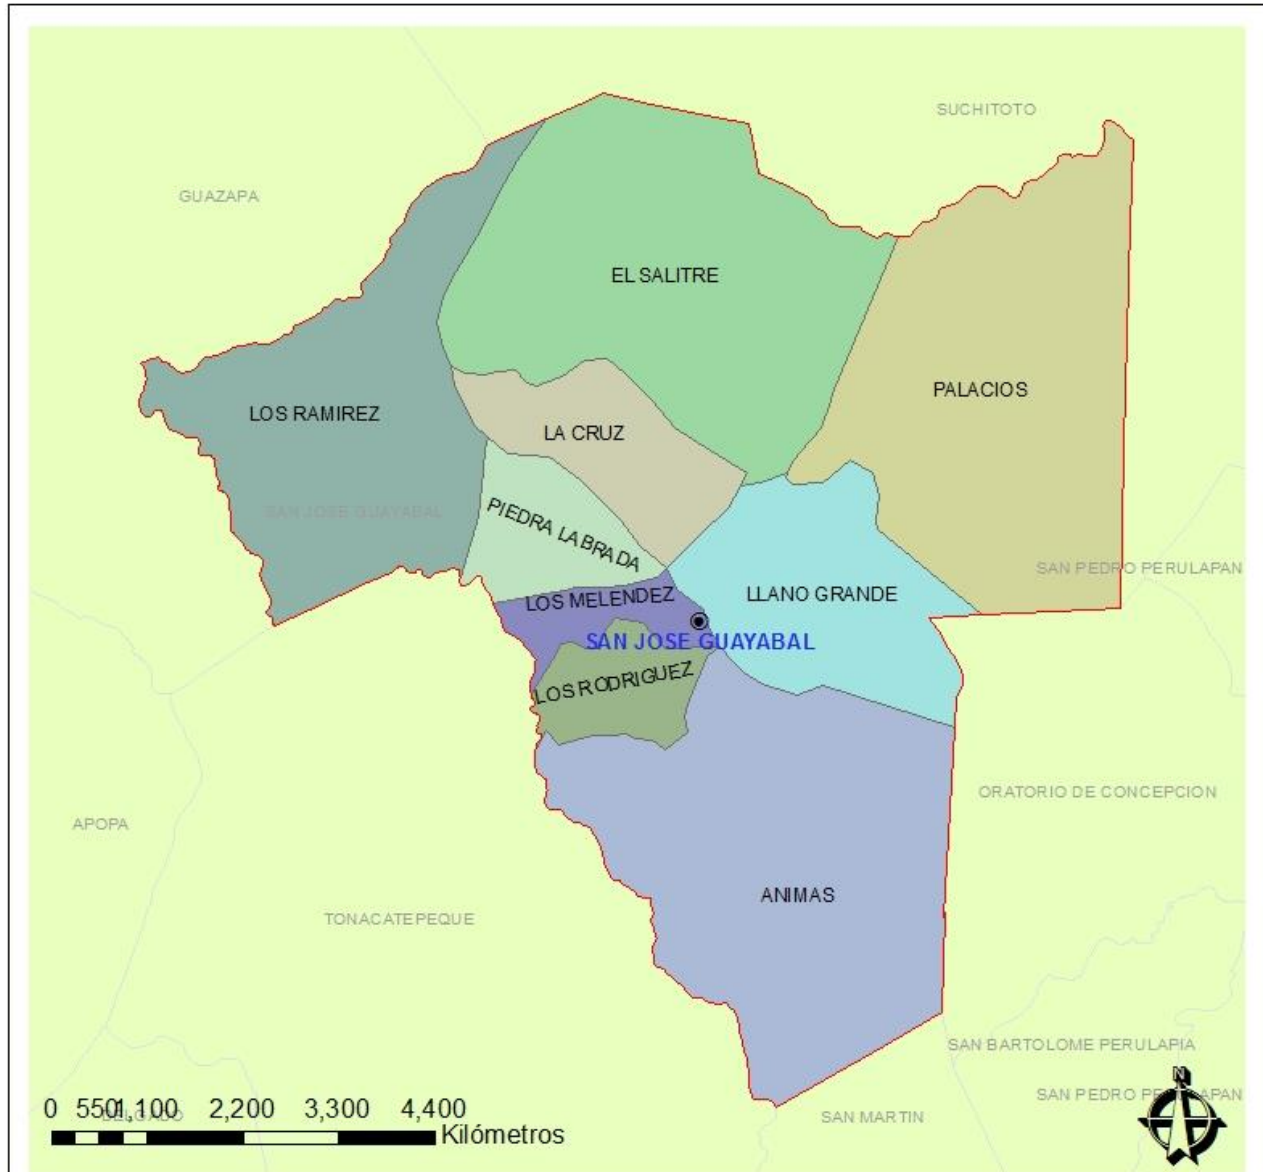 SUCHITOTO
GUAZAPA
EL SALITRE
PALACIOS
LOS RAMIREZ
LA CRUZ
SAN JOSE GUAYABAL
PIEDRA LABRADA
SAN PEDRO PERULAPAN
LOS MELENDEZ
LLANO GRANDE
SAN JOSE GUAYABAL
LOS RODRIGUEZ
ORATORIO DE CONCEPCION
APOPA
ANIMAS
TONACATEPEQUE
SAN BARTOLOME PERULAPIA
N
SAN PEDRO PERULAPAN
0 550 1,100 2,200 3,300 4,400
DELGADO
SAN MARTIN
Kilómetros